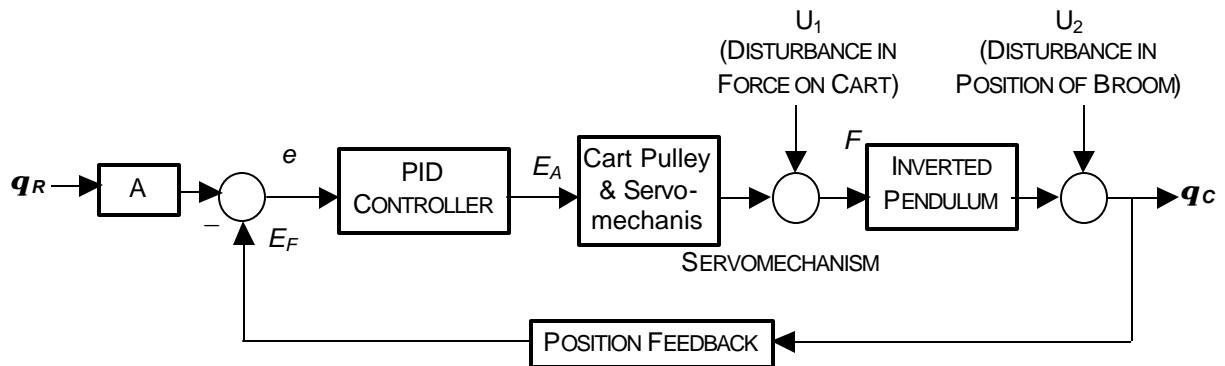 U1
(DISTURBANCE IN
FORCE ON CART)
U2
(DISTURBANCE IN
POSITION OF BROOM)
qR
A
e
PID
CONTROLLER
EA
Cart Pulley
& Servo-
mechanis
F
INVERTED
PENDULUM
qC
–
EF
SERVOMECHANISM
POSITION FEEDBACK